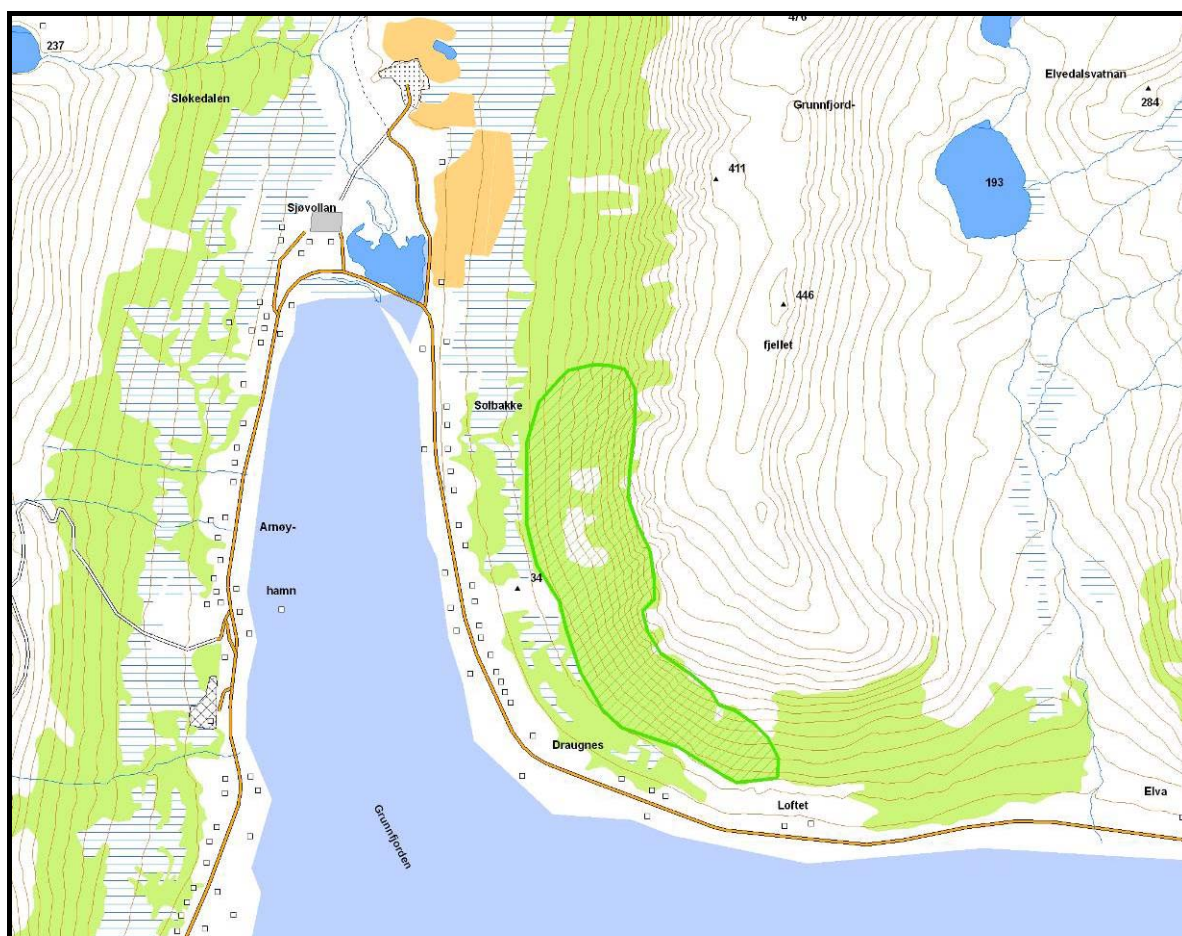 476
237
Elvedalsvatnan
284
Sløkedalen
Grunnfjord-
411
193
Sjøvollan
446
fjellet
Solbakke
Arnøy-
34
hamn
Draugnes
Loftet
Elva
Grunnfjorden